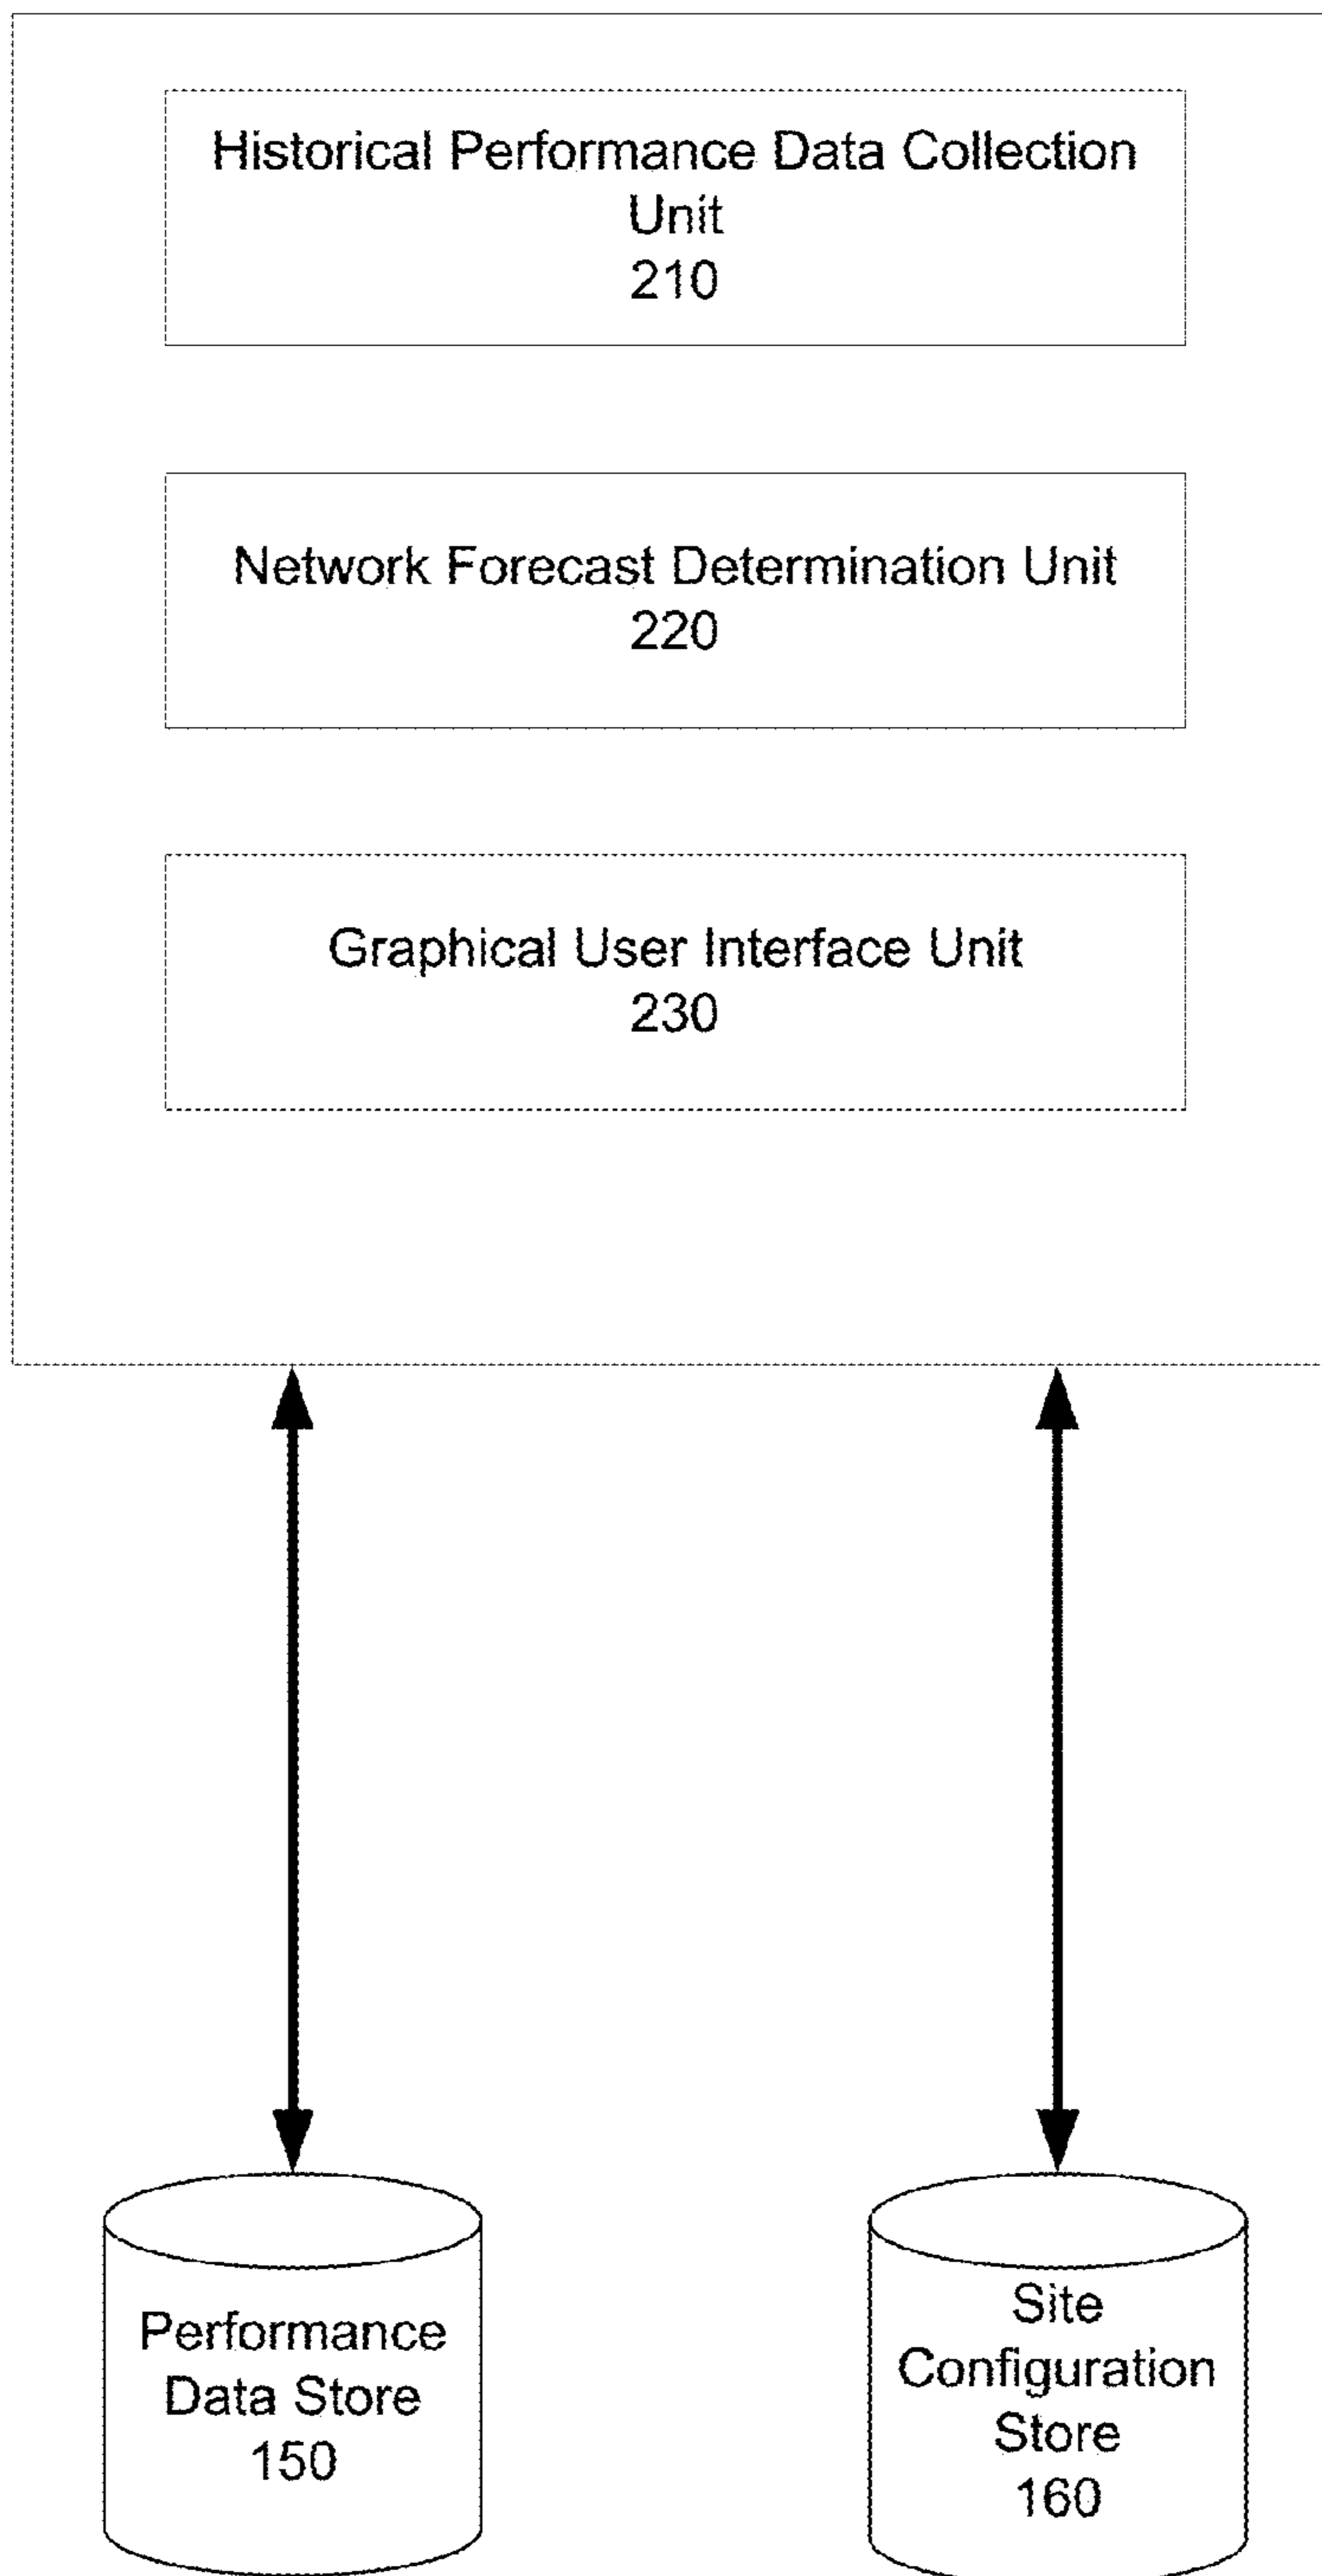 Historical Performance Data Collection
Unit
210
Network Forecast Determination Unit
220
Graphical User Interface Unit
230
Performance
Data Store
150
Site
Configuration
Store
160